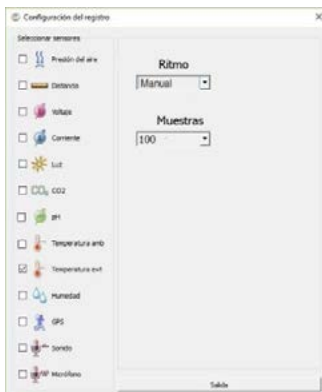 Configuración del registro
Seleccionar sensores
Presión del aire
Distancia
Voltaje
Corriente
Luz
CO2 CO2
pH
Temperatura amb
Temperatura ext
Humedad
GPS
Sonido
Micrófono
Ritmo
Manual
Muestras
100
Salida